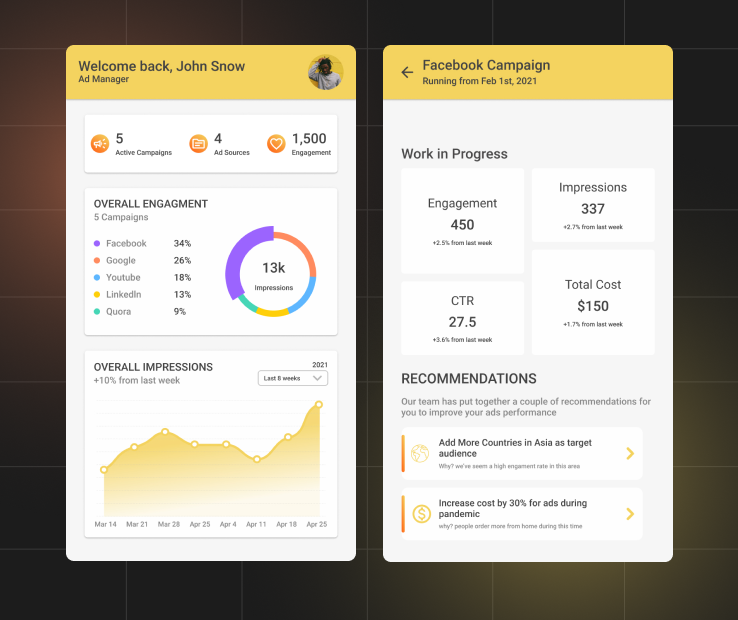 Welcome back, John Snow
Ad Manager
5
Active Campaigns
4
Ad Sources
1,500
Engagement
OVERALL ENGAGMENT
5 Campaigns
Facebook 34%
Google 26%
Youtube 18%
LinkedIn 13%
Quora 9%
13k
Impressions
OVERALL IMPRESSIONS
2021
+10% from last week
Last 8 weeks
Mar 14 Mar 21 Mar 28 Apr 25 Apr 4 Apr 11 Apr 18 Apr 25
Facebook Campaign
Running from Feb 1st, 2021
Work in Progress
Engagement
450
+2.5% from last week
Impressions
337
+2.7% from last week
CTR
27.5
+3.6% from last week
Total Cost
$150
+1.7% from last week
RECOMMENDATIONS
Our team has put together a couple of recommendations for
you to improve your ads performance
Add More Countries in Asia as target
audience
Why? we've seem a high engament rate in this area
$
Increase cost by 30% for ads during
pandemic
why? people order more from home during this time